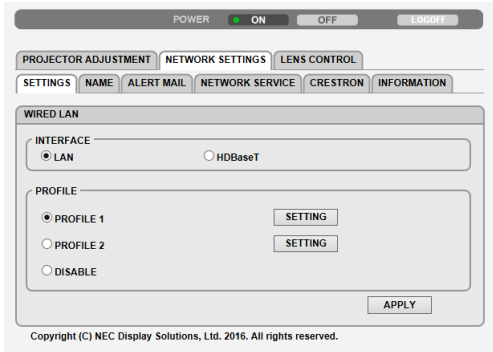 POWER ON OFF LOGOFF
PROJECTOR ADJUSTMENT NETWORK SETTINGS LENS CONTROL
SETTINGS NAME ALERT MAIL NETWORK SERVICE CRESTRON INFORMATION
WIRED LAN
INTERFACE
LAN HDBaseT
PROFILE
PROFILE 1 SETTING
PROFILE 2 SETTING
DISABLE
APPLY
Copyright (C) NEC Display Solutions, Ltd. 2016. All rights reserved.